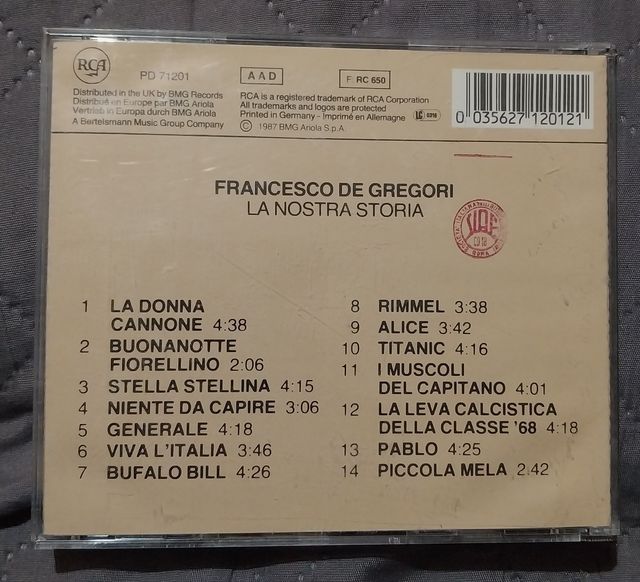 RCA
PD 71201
Distributed in the UK by BMG Records
Distribué en Europe par BMG Ariola
Vertrieb in Europa durch BMG Ariola
A Bertelsmann Music Group Company
A A D
F RC 650
RCA is a registered trademark of RCA Corporation
All trademarks and logos are protected
Printed in Germany - Imprimé en Allemagne
LC 0316
© 1987 BMG Ariola S.p.A.
0 035627 120121
FRANCESCO DE GREGORI
LA NOSTRA STORIA
SIAE
ROMA
1 LA DONNA
CANNONE 4:38
2 BUONANOTTE
FIORELLINO 2:06
3 STELLA STELLINA 4:15
4 NIENTE DA CAPIRE 3:06
5 GENERALE 4:18
6 VIVA L'ITALIA 3:46
7 BUFALO BILL 4:26
8 RIMMEL 3:38
9 ALICE 3:42
10 TITANIC 4:16
11 I MUSCOLI
DEL CAPITANO 4:01
12 LA LEVA CALCISTICA
DELLA CLASSE '68 4:18
13 PABLO 4:25
14 PICCOLA MELA 2.42